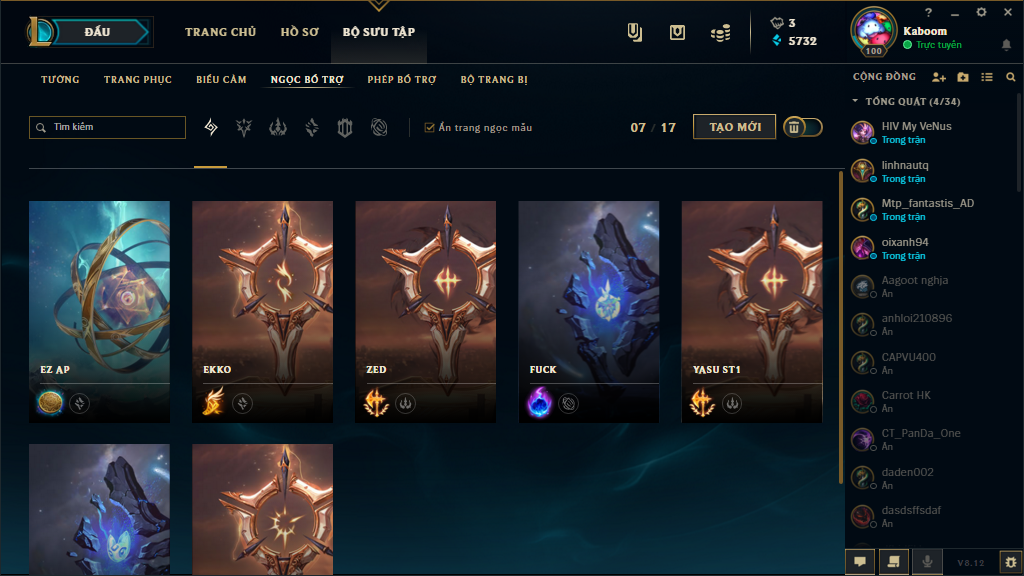 ĐẤU
TRANG CHỦ
HỒ SƠ
BỘ SƯU TẬP
3
5732
100
Kaboom
Trực tuyến
TƯỚNG
TRANG PHỤC
BIỂU CẢM
NGỌC BỔ TRỢ
PHÉP BỔ TRỢ
BỘ TRANG BỊ
Tìm kiếm
Ẩn trang ngọc mẫu
07 / 17
TẠO MỚI
EZ AP
EKKO
ZED
FUCK
YASU ST1
CỘNG ĐỒNG
TỔNG QUÁT (4/34)
HIV My VeNus
Trong trận
linhnautq
Trong trận
Mtp_fantastis_AD
Trong trận
oixanh94
Trong trận
Aagoot nghja
Ẩn
anhloi210896
Ẩn
CAPVU400
Ẩn
Carrot HK
Ẩn
CT_PanDa_One
Ẩn
daden002
Ẩn
dasdsffsdaf
Ẩn
V8.12